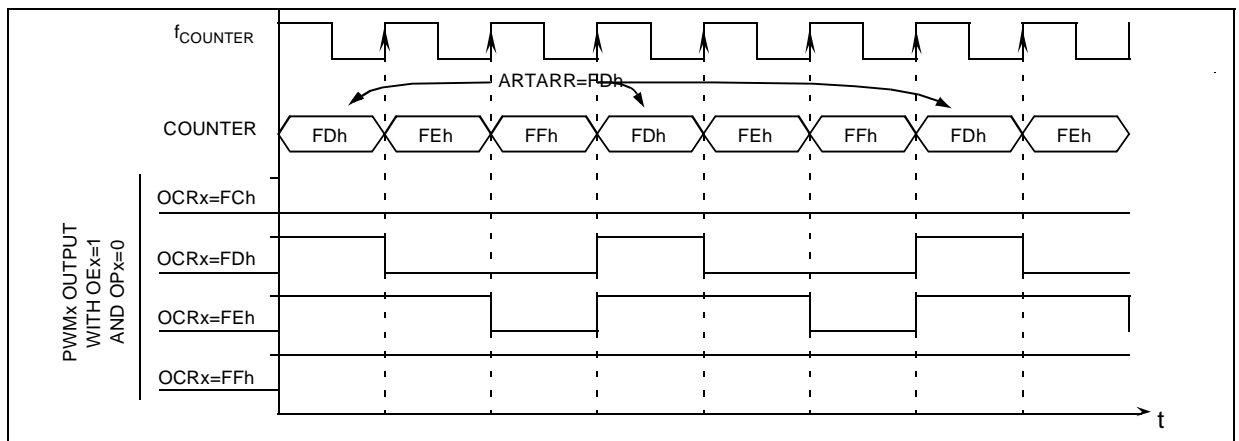 fCOUNTER
ARTARR=FDh
COUNTER
FDh FEh FFh FDh FEh FFh FDh FEh
PWMx OUTPUT
WITH OEx=1
AND OPx=0
OCRx=FCh
OCRx=FDh
OCRx=FEh
OCRx=FFh
t